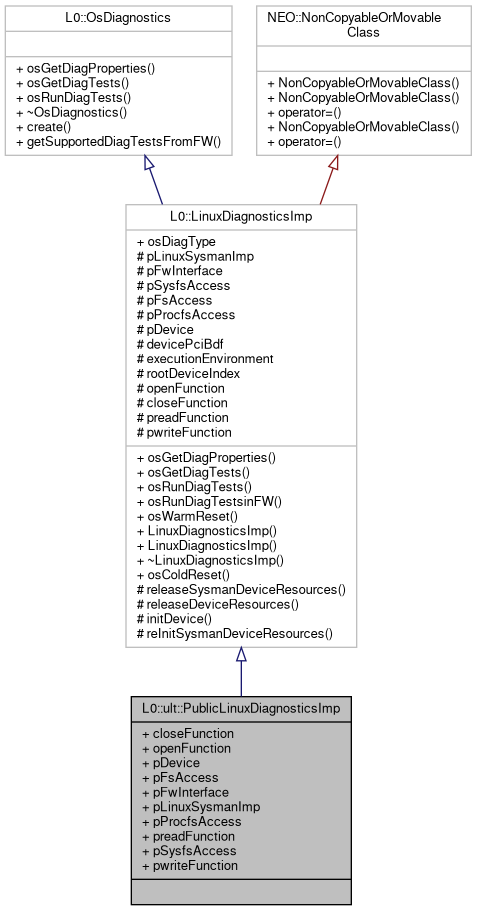 L0::OsDiagnostics
+ osGetDiagProperties()
+ osGetDiagTests()
+ osRunDiagTests()
+ ~OsDiagnostics()
+ create()
+ getSupportedDiagTestsFromFW()
NEO::NonCopyableOrMovable
Class
+ NonCopyableOrMovableClass()
+ NonCopyableOrMovableClass()
+ operator=()
+ NonCopyableOrMovableClass()
+ operator=()
L0::LinuxDiagnosticsImp
+ osDiagType
# pLinuxSysmanImp
# pFwInterface
# pSysfsAccess
# pFsAccess
# pProcfsAccess
# pDevice
# devicePciBdf
# executionEnvironment
# rootDeviceIndex
# openFunction
# closeFunction
# preadFunction
# pwriteFunction
+ osGetDiagProperties()
+ osGetDiagTests()
+ osRunDiagTests()
+ osRunDiagTestsinFW()
+ osWarmReset()
+ LinuxDiagnosticsImp()
+ LinuxDiagnosticsImp()
+ ~LinuxDiagnosticsImp()
+ osColdReset()
# releaseSysmanDeviceResources()
# releaseDeviceResources()
# initDevice()
# reInitSysmanDeviceResources()
L0::ult::PublicLinuxDiagnosticsImp
+ closeFunction
+ openFunction
+ pDevice
+ pFsAccess
+ pFwInterface
+ pLinuxSysmanImp
+ pProcfsAccess
+ preadFunction
+ pSysfsAccess
+ pwriteFunction